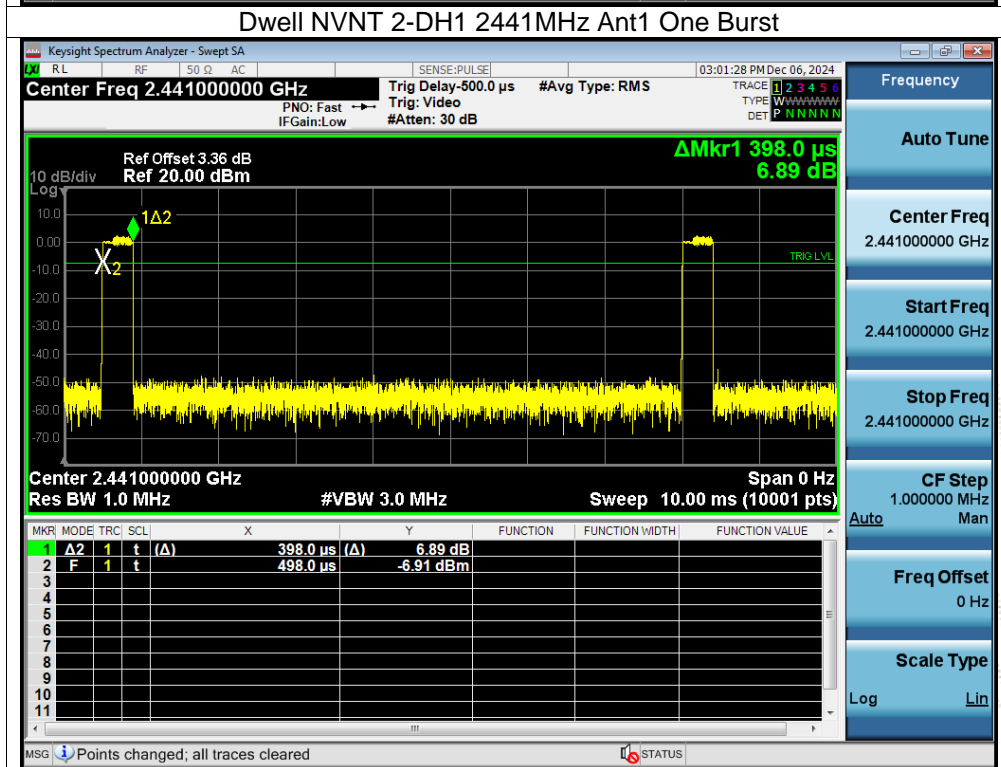 Dwell NVNT 2-DH1 2441MHz Ant1 One Burst
Keysight Spectrum Analyzer - Swept SA
LXI RL RF 50 Ω AC SENSE:PULSE 03:01:28 PM Dec 06, 2024
Center Freq 2.441000000 GHz Trig Delay-500.0 µs #Avg Type: RMS TRACE 1 2 3 4 5 6
PNO: Fast Trig: Video TYPE WWWWWW
IFGain:Low #Atten: 30 dB DET P N N N N N
Frequency
Auto Tune
Center Freq
2.441000000 GHz
Start Freq
2.441000000 GHz
Stop Freq
2.441000000 GHz
CF Step
1.000000 MHz
Auto Man
Freq Offset
0 Hz
Scale Type
Log Lin
ΔMkr1 398.0 µs
6.89 dB
Ref Offset 3.36 dB
10 dB/div Ref 20.00 dBm
Log
10.0
0.00
-10.0
-20.0
-30.0
-40.0
-50.0
-60.0
-70.0
1Δ2
2
TRIG LVL
Center 2.441000000 GHz Span 0 Hz
Res BW 1.0 MHz #VBW 3.0 MHz Sweep 10.00 ms (10001 pts)
MKR MODE TRC SCL X Y FUNCTION FUNCTION WIDTH FUNCTION VALUE
1 Δ2 1 t (Δ) 398.0 µs (Δ) 6.89 dB
2 F 1 t 498.0 µs -6.91 dBm
3
4
5
6
7
8
9
10
11
MSG Points changed; all traces cleared STATUS